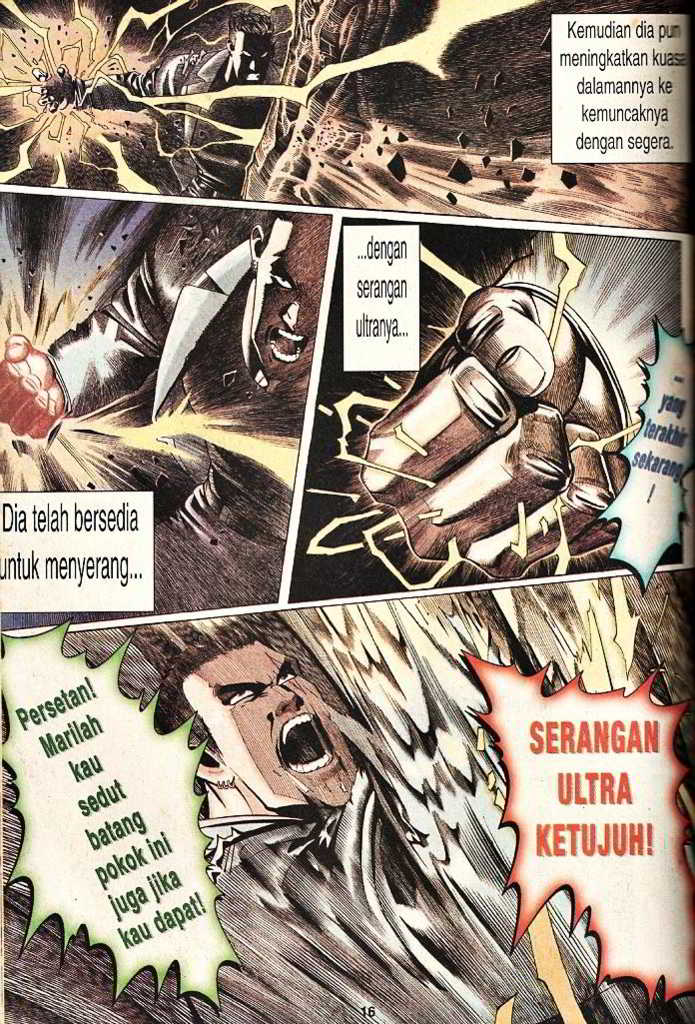 Kemudian dia pun
meningkatkan kuasa
dalamannya ke
kemuncaknya
dengan segera.
Dia telah bersedia
untuk menyerang...
...dengan
serangan
ultranya...
...
yang
terakhir
sekarang
!
Persetan!
Marilah
kau
sedut
batang
pokok ini
juga jika
kau dapat!
SERANGAN
ULTRA
KETUJUH!
16